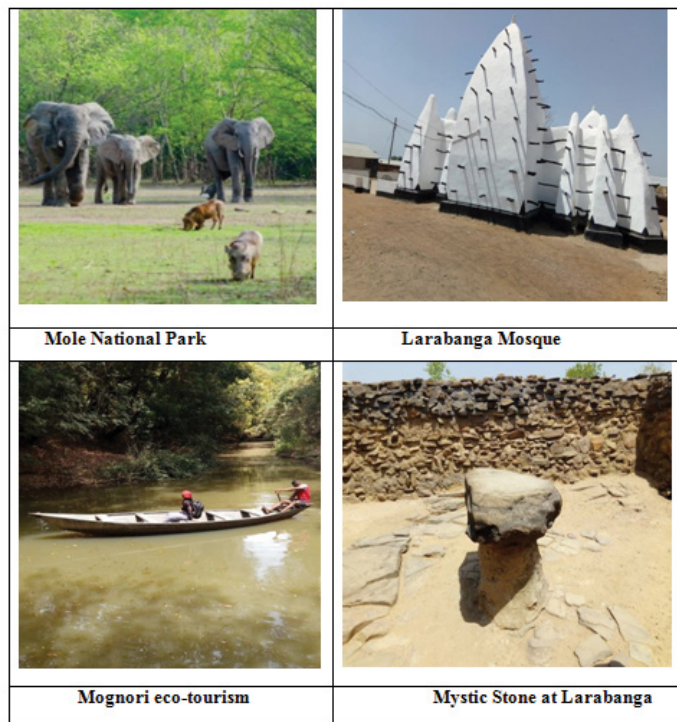 Mole National Park
Larabanga Mosque
Mognori eco-tourism
Mystic Stone at Larabanga